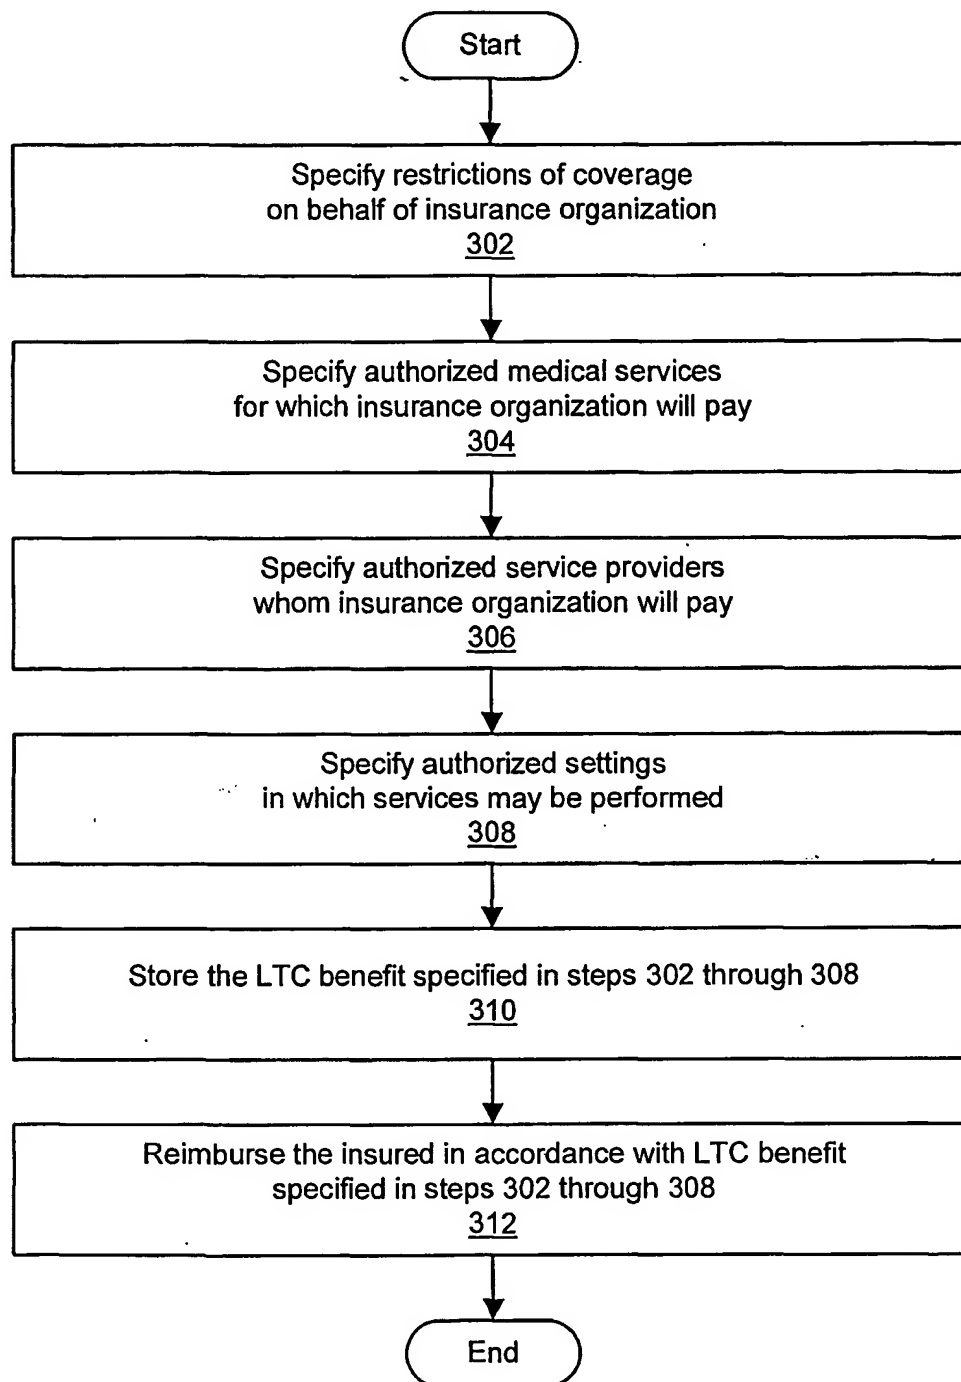 Start
Specify restrictions of coverage
on behalf of insurance organization
302
Specify authorized medical services
for which insurance organization will pay
304
Specify authorized service providers
whom insurance organization will pay
306
Specify authorized settings
in which services may be performed
308
Store the LTC benefit specified in steps 302 through 308
310
Reimburse the insured in accordance with LTC benefit
specified in steps 302 through 308
312
End